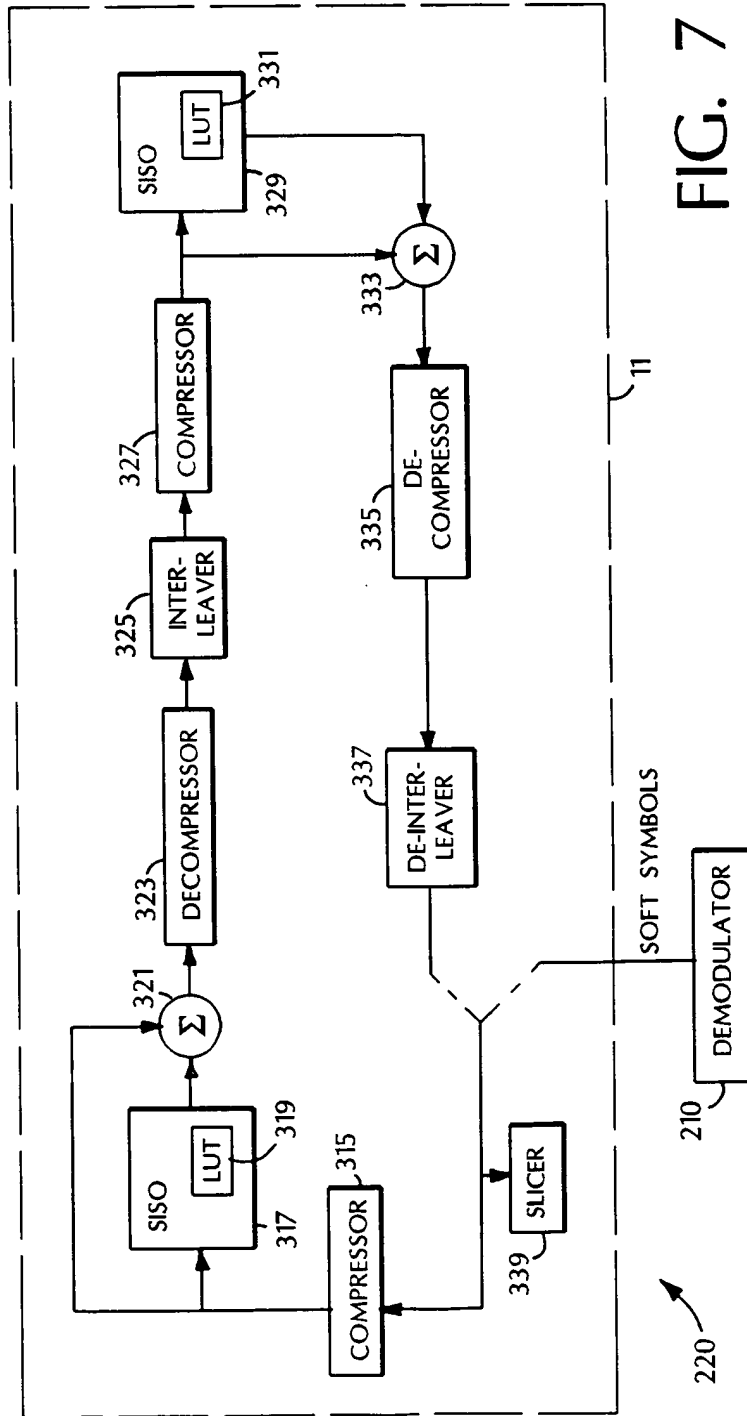 SISO
LUT
331
329
COMPRESSOR
327
Σ
333
INTER-
LEAVER
325
DE-
COMPRESSOR
335
DECOMPRESSOR
323
DE-INTER-
LEAVER
337
321
Σ
SISO
LUT
319
317
COMPRESSOR
315
SLICER
339
SOFT SYMBOLS
DEMODULATOR
210
220
11
FIG. 7